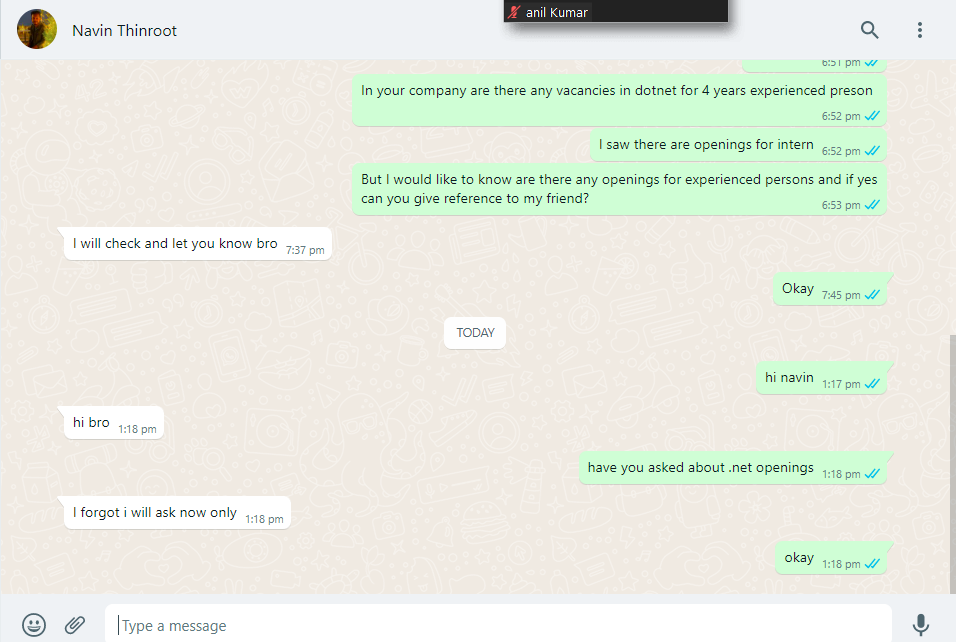 anil Kumar
Navin Thinroot
6:51 pm
In your company are there any vacancies in dotnet for 4 years experienced preson
6:52 pm
I saw there are openings for intern 6:52 pm
But I would like to know are there any openings for experienced persons and if yes
can you give reference to my friend?
6:53 pm
I will check and let you know bro 7:37 pm
Okay 7:45 pm
TODAY
hi navin 1:17 pm
hi bro 1:18 pm
have you asked about .net openings 1:18 pm
I forgot i will ask now only 1:18 pm
okay 1:18 pm
Type a message